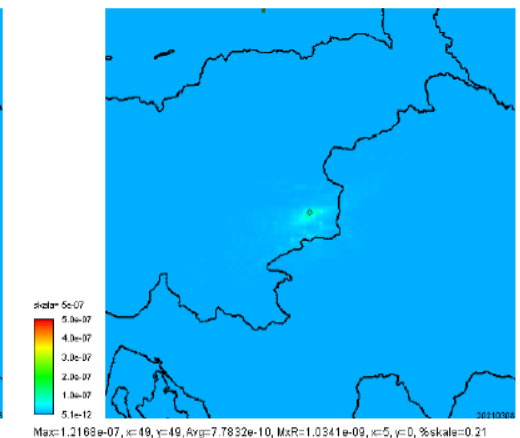 skala= 5e-07
5.0e-07
4.0e-07
3.0e-07
2.0e-07
1.0e-07
5.1e-12
20210308
Max=1.2168e-07, x=49, y=49, Avg=7.7832e-10, MxR=1.0341e-09, x=5, y=0, %skale=0.21